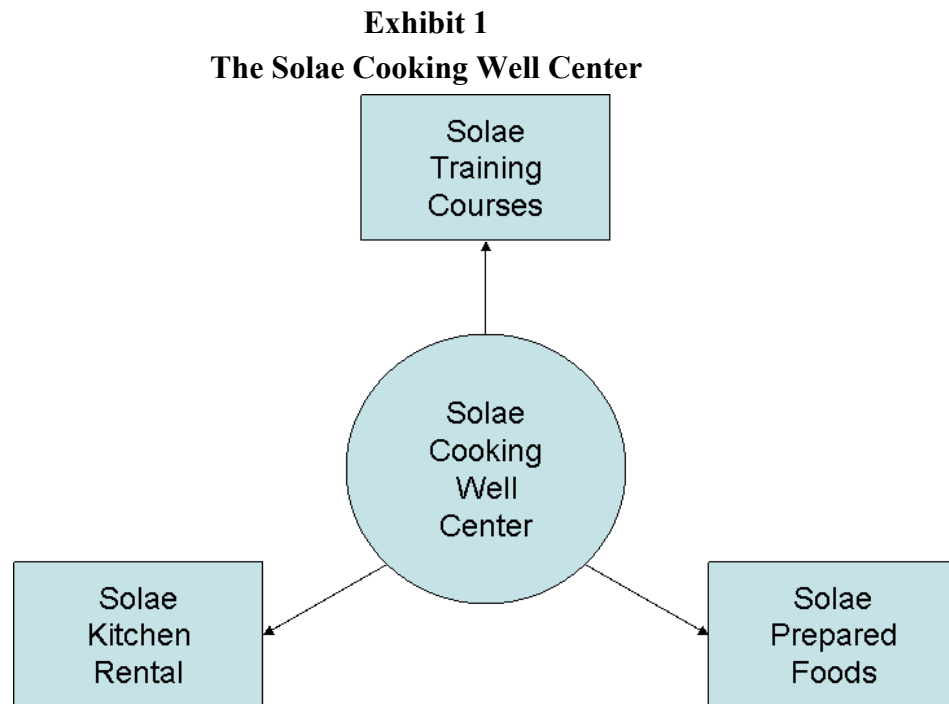 Exhibit 1
The Solae Cooking Well Center
Solae
Training
Courses
Solae
Cooking
Well
Center
Solae
Kitchen
Rental
Solae
Prepared
Foods